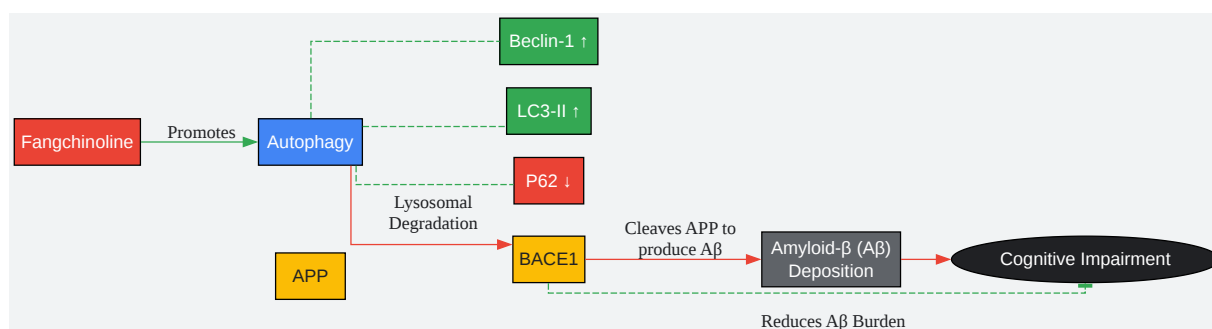 Beclin-1 ↑
LC3-II ↑
Fangchinoline
Promotes
Autophagy
P62 ↓
Lysosomal
Degradation
Cleaves APP to
produce Aβ
APP
BACE1
Amyloid-β (Aβ)
Deposition
Cognitive Impairment
Reduces Aβ Burden